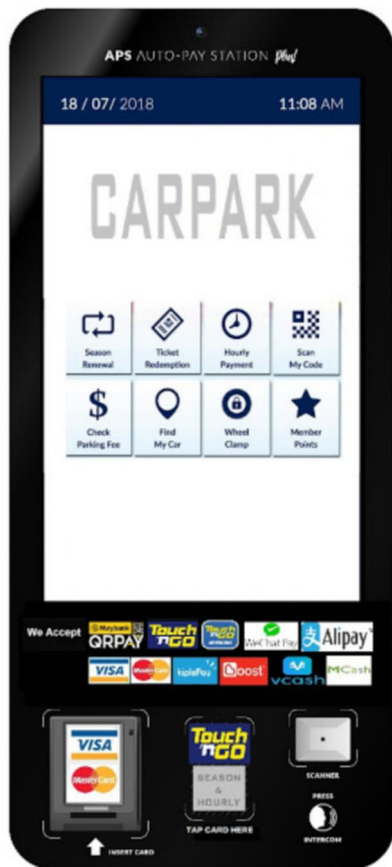 APS AUTO-PAY STATION Plus!
18 / 07/ 2018 11:08 AM
CARPARK
Season Renewal
Ticket Redemption
Hourly Payment
Scan My Code
Check Parking Fee
Find My Car
Wheel Clamp
Member Points
We Accept
Maybank QRPAY
Touch 'n GO
Touch 'n GO
WeChat Pay
Alipay
VISA
MasterCard
kiplePay
Boost
vcash
MCash
VISA
MasterCard
INSERT CARD
Touch 'n GO
SEASON & HOURLY
TAP CARD HERE
SCANNER
PRESS
INTERCOM